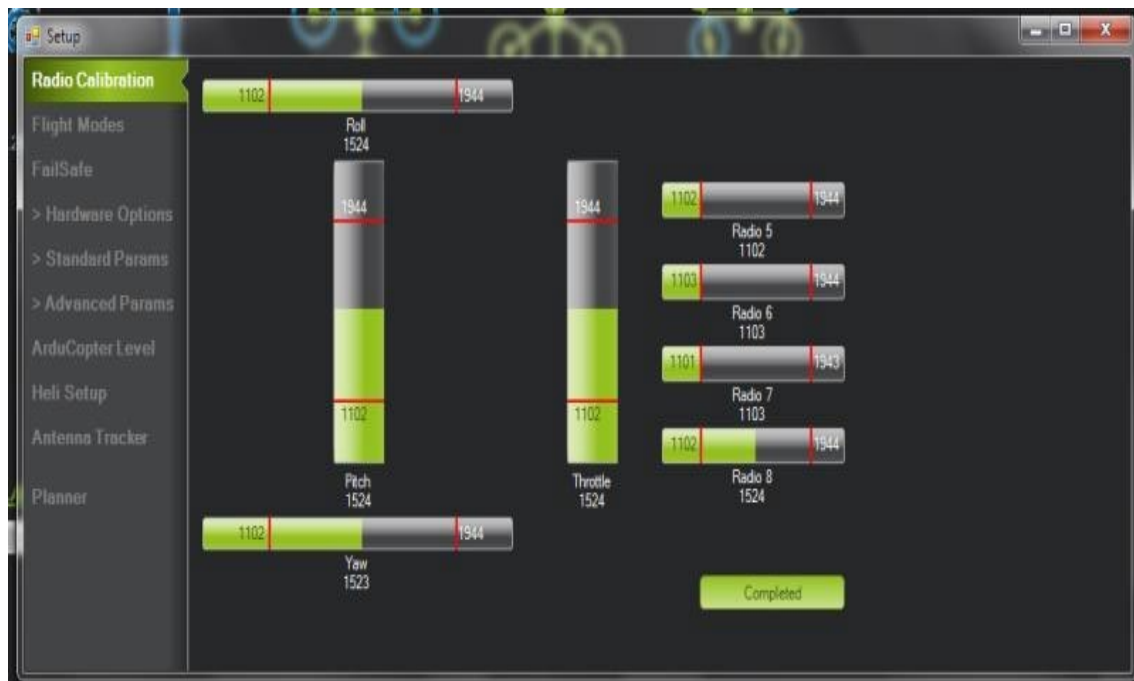 Setup
Radio Calibration
Flight Modes
FailSafe
> Hardware Options
> Standard Params
> Advanced Params
ArduCopter Level
Heli Setup
Antenna Tracker
Planner
1102 1944
Roll
1524
1944
1102
Pitch
1524
1944
1102
Throttle
1524
1102 1944
Yaw
1523
1102 1944
Radio 5
1102
1103 1944
Radio 6
1103
1101 1943
Radio 7
1103
1102 1944
Radio 8
1524
Completed